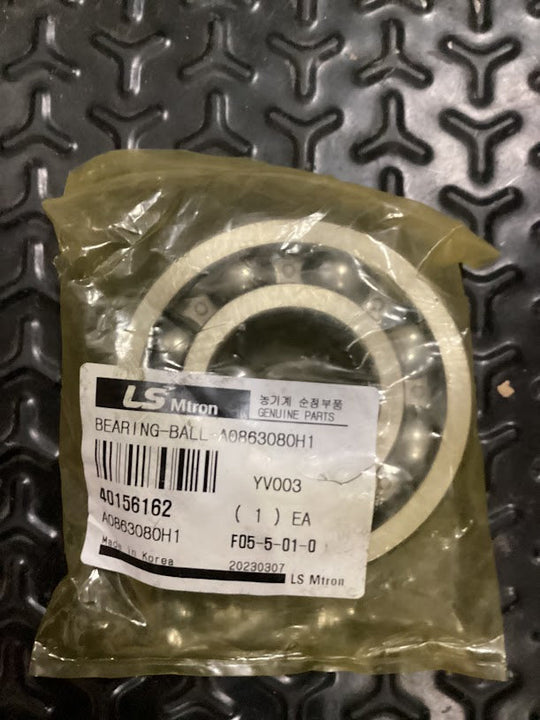 LS Mtron
농기계 순정부품
GENUINE PARTS
BEARING-BALL-A0863080H1
YV003
40156162
( 1 ) EA
A0863080H1
F05-5-01-0
Made in Korea
20230307
LS Mtron